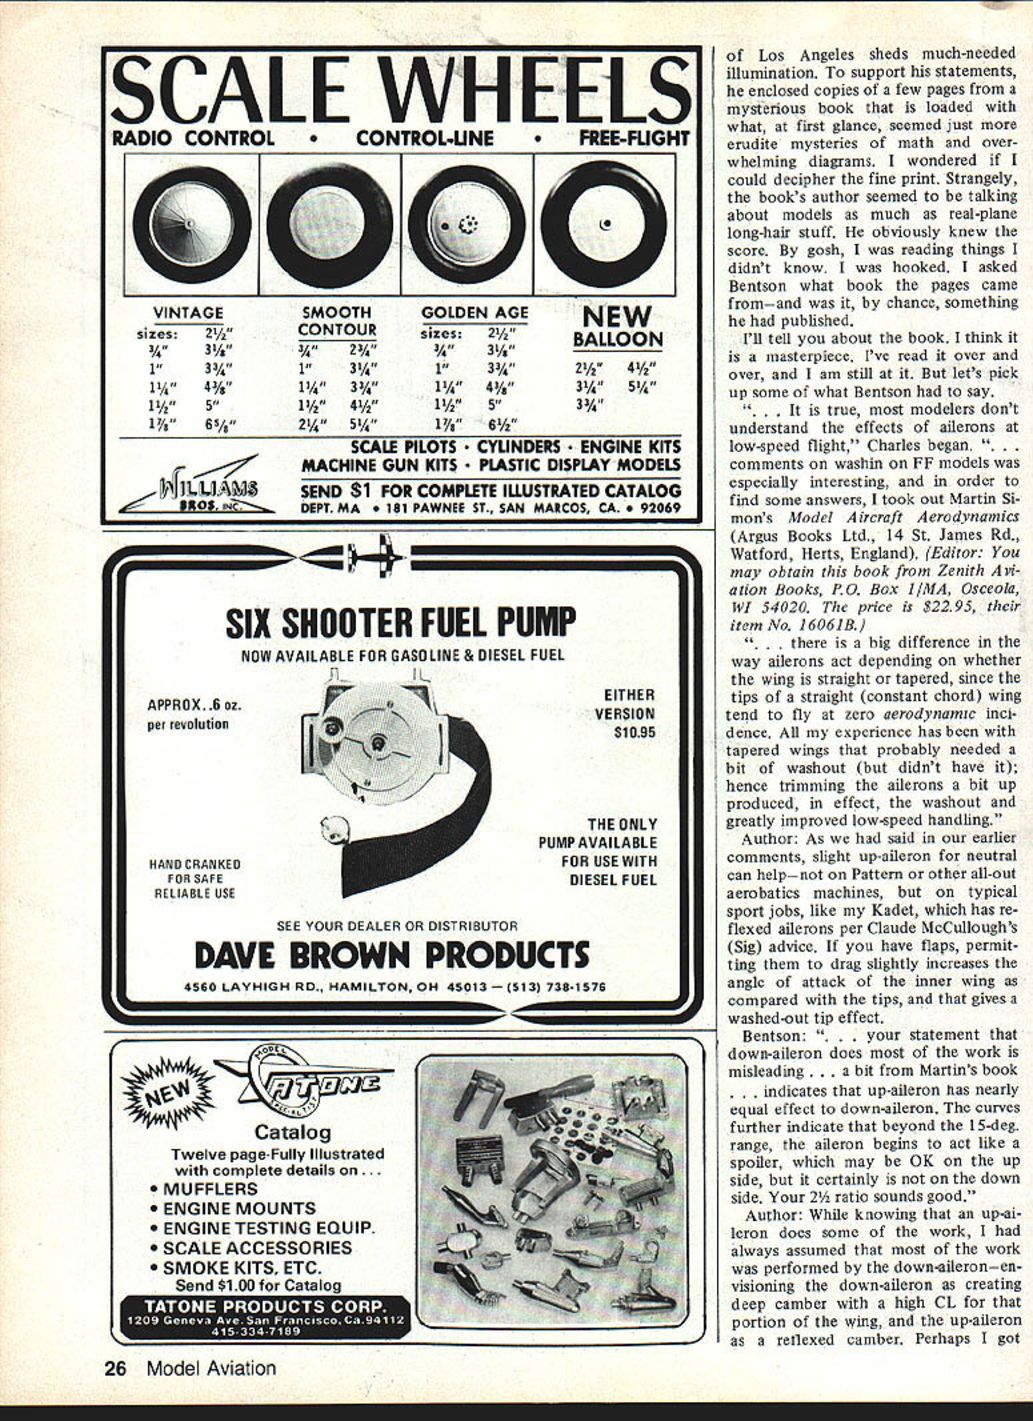 SCALE WHEELS
RADIO CONTROL • CONTROL-LINE • FREE-FLIGHT
VINTAGE
sizes: 2½"
¾" 3⅛"
1" 3¾"
1¼" 4⅜"
1½" 5"
1⅞" 6⅝"
SMOOTH
CONTOUR
¾" 2¾"
1" 3¼"
1¼" 3¾"
1½" 4½"
2¼" 5¼"
GOLDEN AGE
sizes: 2½"
¾" 3⅛"
1" 3¾"
1¼" 4⅜"
1½" 5"
1⅞" 6½"
NEW
BALLOON
2½" 4½"
3¼" 5¼"
3¾"
SCALE PILOTS · CYLINDERS · ENGINE KITS
MACHINE GUN KITS · PLASTIC DISPLAY MODELS
WILLIAMS
BROS. INC.
SEND $1 FOR COMPLETE ILLUSTRATED CATALOG
DEPT. MA • 181 PAWNEE ST., SAN MARCOS, CA. • 92069
SIX SHOOTER FUEL PUMP
NOW AVAILABLE FOR GASOLINE & DIESEL FUEL
APPROX..6 oz.
per revolution
EITHER
VERSION
$10.95
HAND CRANKED
FOR SAFE
RELIABLE USE
THE ONLY
PUMP AVAILABLE
FOR USE WITH
DIESEL FUEL
SEE YOUR DEALER OR DISTRIBUTOR
DAVE BROWN PRODUCTS
4560 LAYHIGH RD., HAMILTON, OH 45013 — (513) 738-1576
NEW
MODEL
TATONE
SPECIALTIES
Catalog
Twelve page-Fully Illustrated
with complete details on . . .
• MUFFLERS
• ENGINE MOUNTS
• ENGINE TESTING EQUIP.
• SCALE ACCESSORIES
• SMOKE KITS, ETC.
Send $1.00 for Catalog
TATONE PRODUCTS CORP.
1209 Geneva Ave. San Francisco, Ca. 94112
415-334-7189
of Los Angeles sheds much-needed
illumination. To support his statements,
he enclosed copies of a few pages from a
mysterious book that is loaded with
what, at first glance, seemed just more
erudite mysteries of math and over-
whelming diagrams. I wondered if I
could decipher the fine print. Strangely,
the book's author seemed to be talking
about models as much as real-plane
long-hair stuff. He obviously knew the
score. By gosh, I was reading things I
didn't know. I was hooked. I asked
Bentson what book the pages came
from—and was it, by chance, something
he had published.
I'll tell you about the book. I think it
is a masterpiece. I've read it over and
over, and I am still at it. But let's pick
up some of what Bentson had to say.
“. . . It is true, most modelers don't
understand the effects of ailerons at
low-speed flight,” Charles began. “. . .
comments on washin on FF models was
especially interesting, and in order to
find some answers, I took out Martin Si-
mon's Model Aircraft Aerodynamics
(Argus Books Ltd., 14 St. James Rd.,
Watford, Herts, England). (Editor: You
may obtain this book from Zenith Avi-
ation Books, P.O. Box 1/MA, Osceola,
WI 54020. The price is $22.95, their
item No. 16061B.)
“. . . there is a big difference in the
way ailerons act depending on whether
the wing is straight or tapered, since the
tips of a straight (constant chord) wing
tend to fly at zero aerodynamic inci-
dence. All my experience has been with
tapered wings that probably needed a
bit of washout (but didn't have it);
hence trimming the ailerons a bit up
produced, in effect, the washout and
greatly improved low-speed handling.”
Author: As we had said in our earlier
comments, slight up-aileron for neutral
can help—not on Pattern or other all-out
aerobatics machines, but on typical
sport jobs, like my Kadet, which has re-
flexed ailerons per Claude McCullough's
(Sig) advice. If you have flaps, permit-
ting them to drag slightly increases the
angle of attack of the inner wing as
compared with the tips, and that gives a
washed-out tip effect.
Bentson: “. . . your statement that
down-aileron does most of the work is
misleading . . . a bit from Martin's book
. . . indicates that up-aileron has nearly
equal effect to down-aileron. The curves
further indicate that beyond the 15-deg.
range, the aileron begins to act like a
spoiler, which may be OK on the up
side, but it certainly is not on the down
side. Your 2½ ratio sounds good.”
Author: While knowing that an up-ai-
leron does some of the work, I had
always assumed that most of the work
was performed by the down-aileron—en-
visioning the down-aileron as creating
deep camber with a high CL for that
portion of the wing, and the up-aileron
as a reflexed camber. Perhaps I got
26 Model Aviation